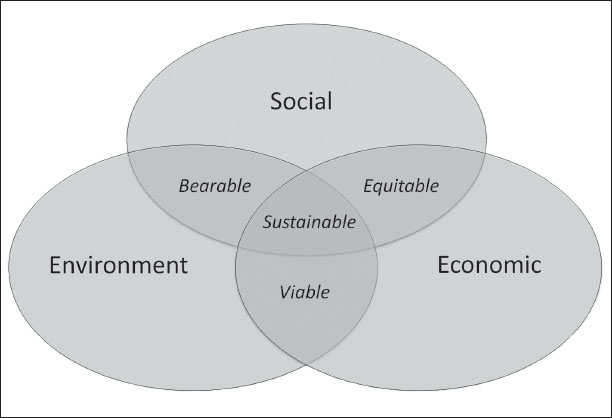 Social
Bearable
Equitable
Sustainable
Environment
Economic
Viable